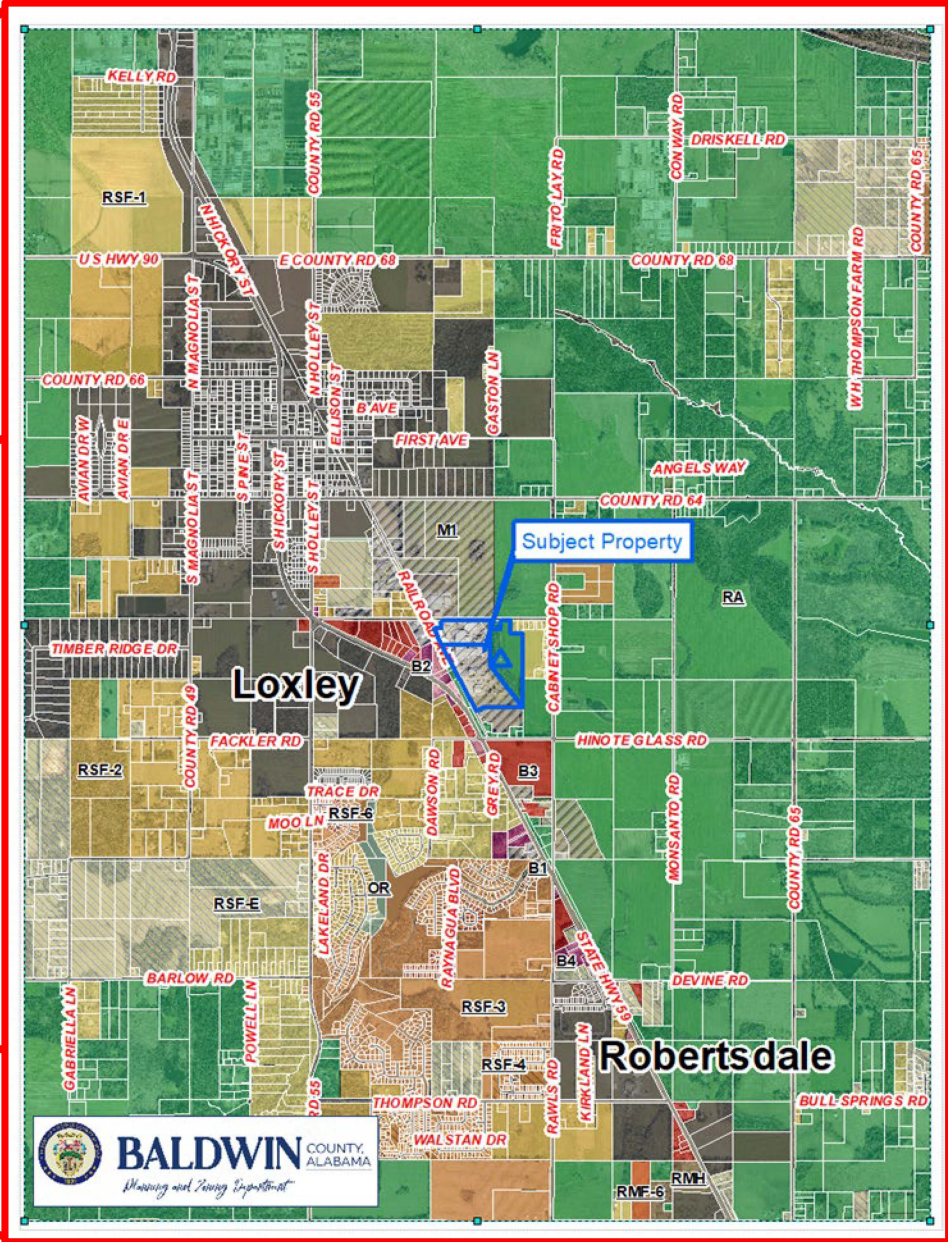 KELLY RD
COUNTY RD 55
CONWAY RD
DRISKELL RD
FRITO LAY RD
COUNTY RD 65
RSF-1
N HICKORY ST
US HWY 90
E COUNTY RD 68
COUNTY RD 68
W H THOMPSON FARM RD
N MAGNOLIA ST
N HOLLEY ST
ELLISON ST
GASTON LN
COUNTY RD 66
B AVE
FIRST AVE
AVIAN DR W
AVIAN DR E
S PINE ST
S HICKORY ST
ANGELS WAY
COUNTY RD 64
S MAGNOLIA ST
S HOLLEY ST
M1
Subject Property
RAILROAD AVE
CABINET SHOP RD
RA
TIMBER RIDGE DR
B2
Loxley
COUNTY RD 49
FACKLER RD
HINOTE GLASS RD
RSF-2
DAWSON RD
GREY RD
B3
TRACE DR
RSF-6
MOO LN
MONSANTO RD
COUNTY RD 65
B1
OR
RSF-E
LAKELAND DR
RAYNAGUA BLVD
STATE HWY 59
B4
BARLOW RD
DEVINE RD
GABRIELLA LN
POWELL LN
RSF-3
Robertsdale
RSF-4
RAWLS RD
KIRKLAND LN
RD 55
THOMPSON RD
BULL SPRINGS RD
WALSTAN DR
BALDWIN COUNTY, ALABAMA
Planning and Zoning Department
RMH
RMF-6